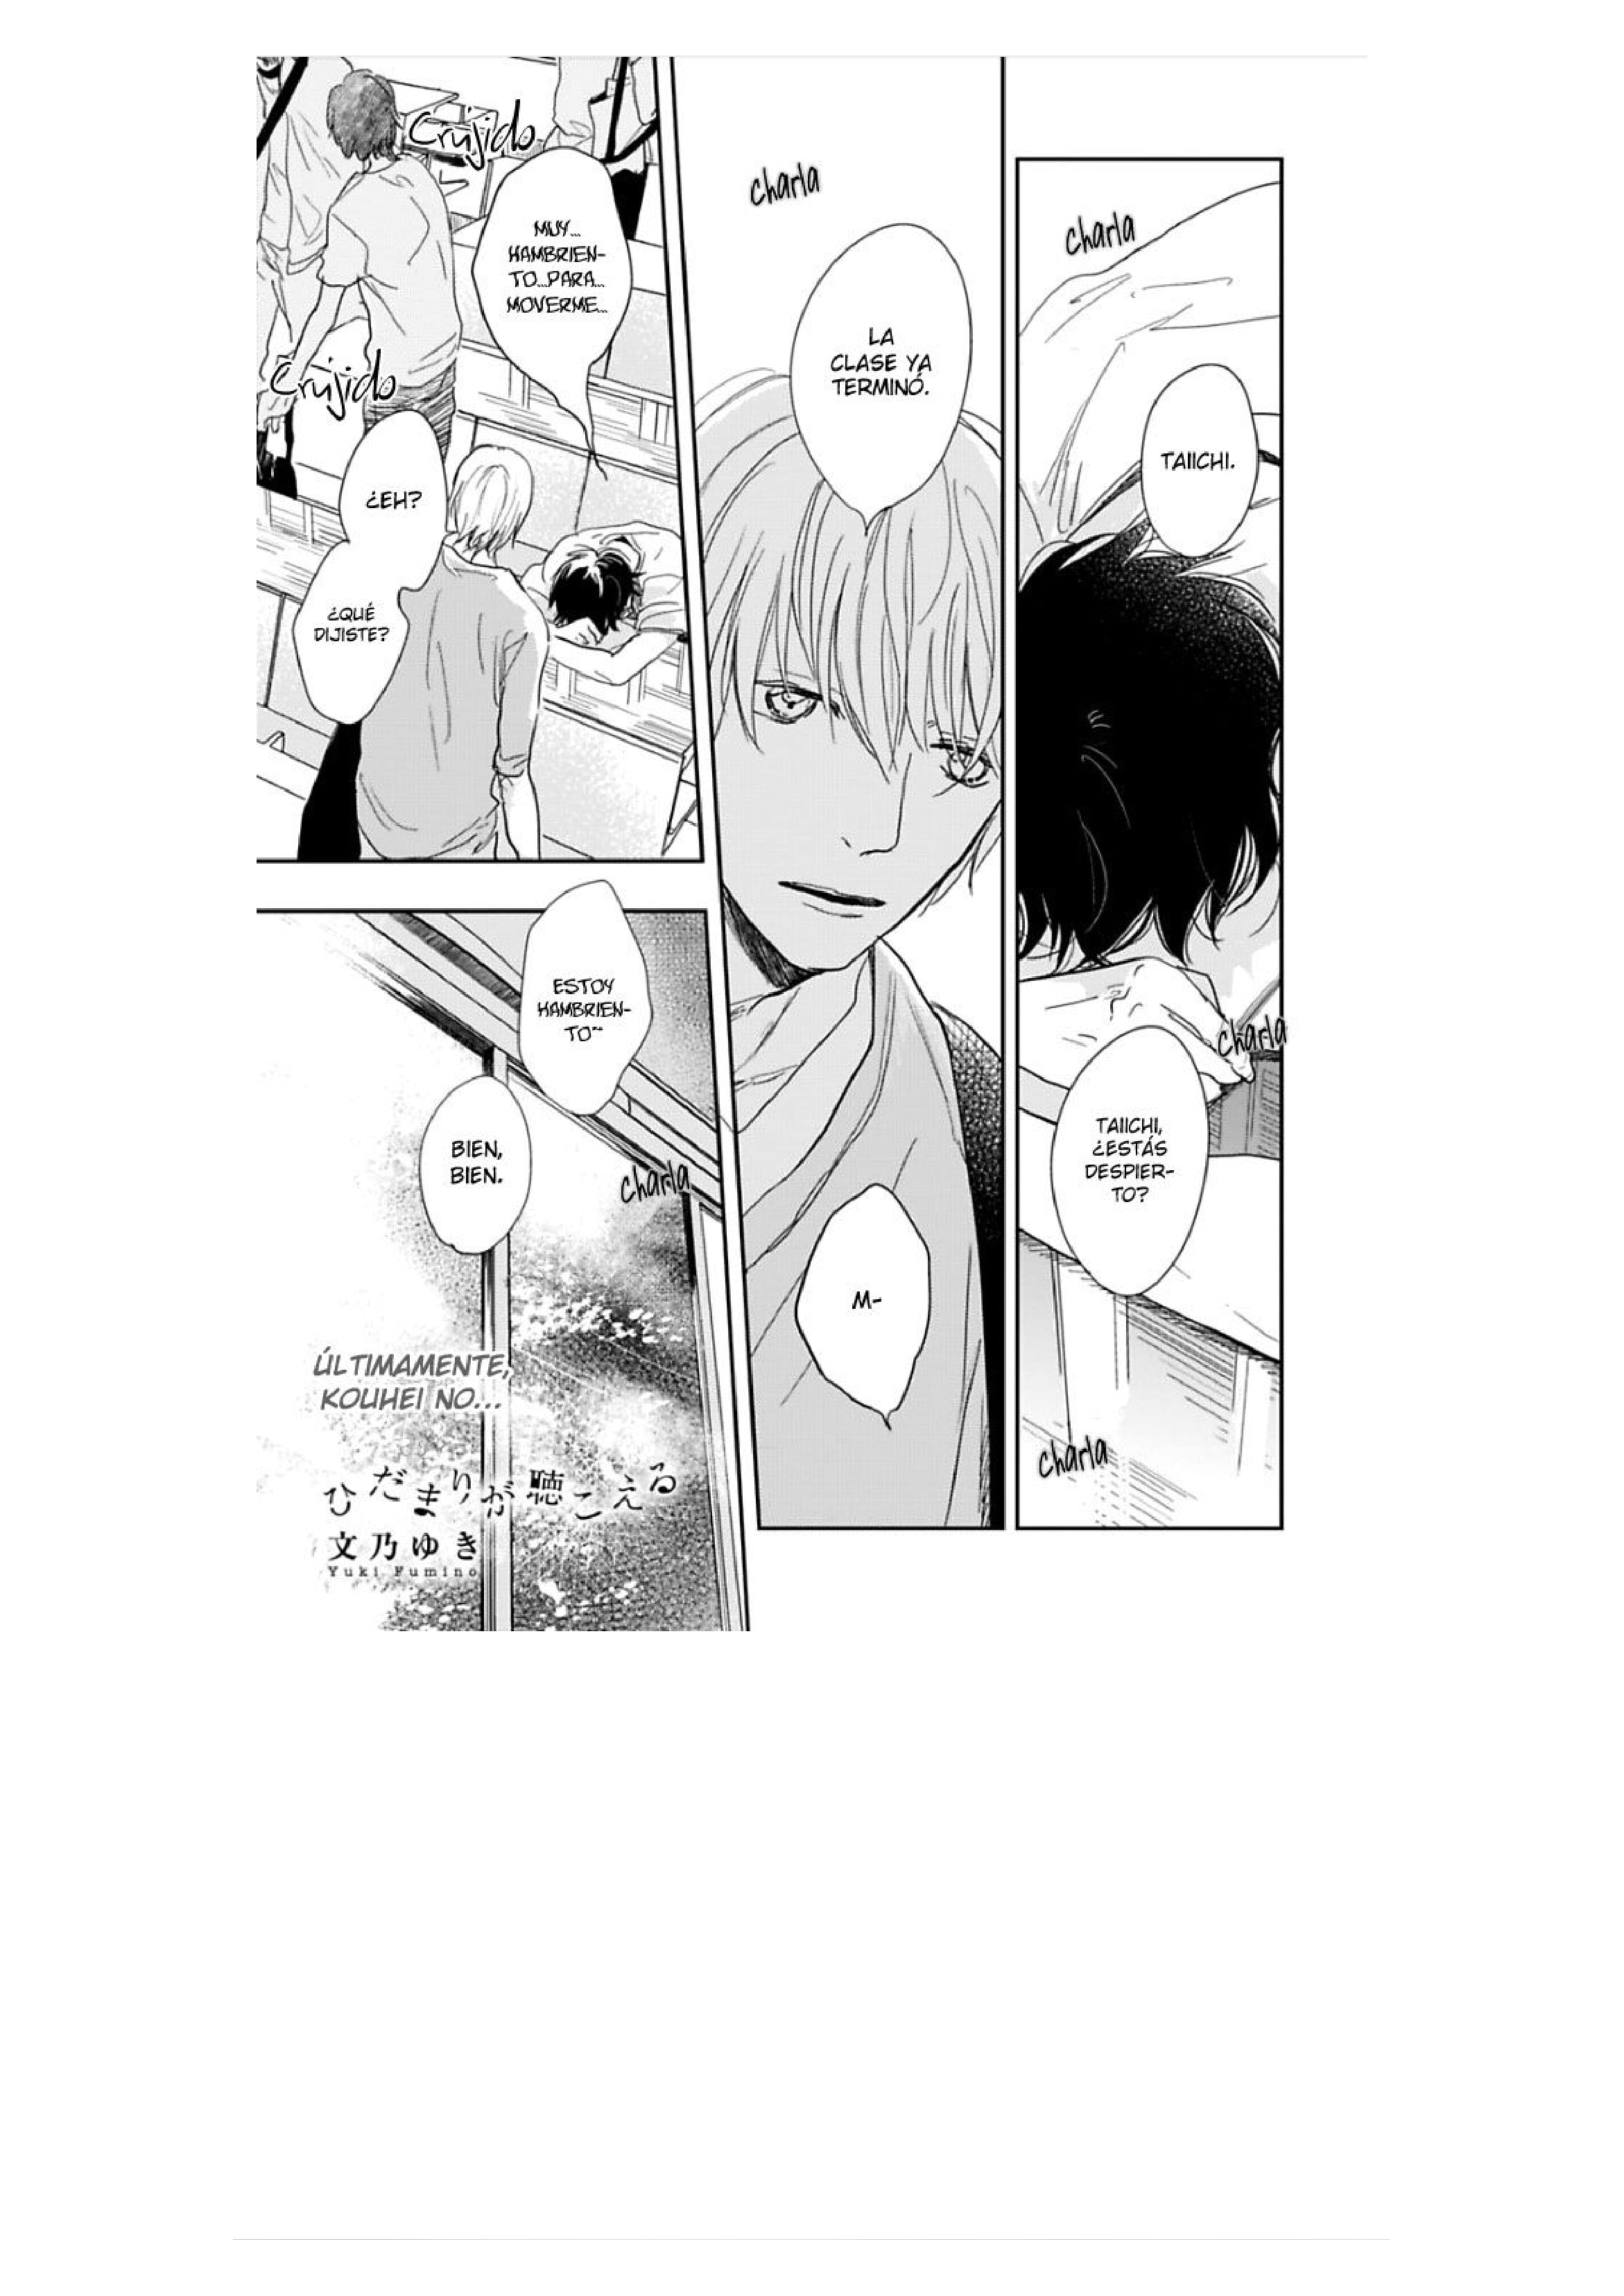 charla
TAIICHI.
charla
TAIICHI,
¿ESTÁS
DESPIER-
TO?
charla
charla
LA
CLASE YA
TERMINÓ.
M-
Crujido
MUY...
HAMBRIEN-
TO...PARA...
MOVERME...
Crujido
¿EH?
¿QUÉ
DIJISTE?
ESTOY
HAMBRIEN-
TO~
BIEN,
BIEN.
charla
ÚLTIMAMENTE,
KOUHEI NO...
ひだまりが聴こえる
文乃ゆき
Yuki Fumino